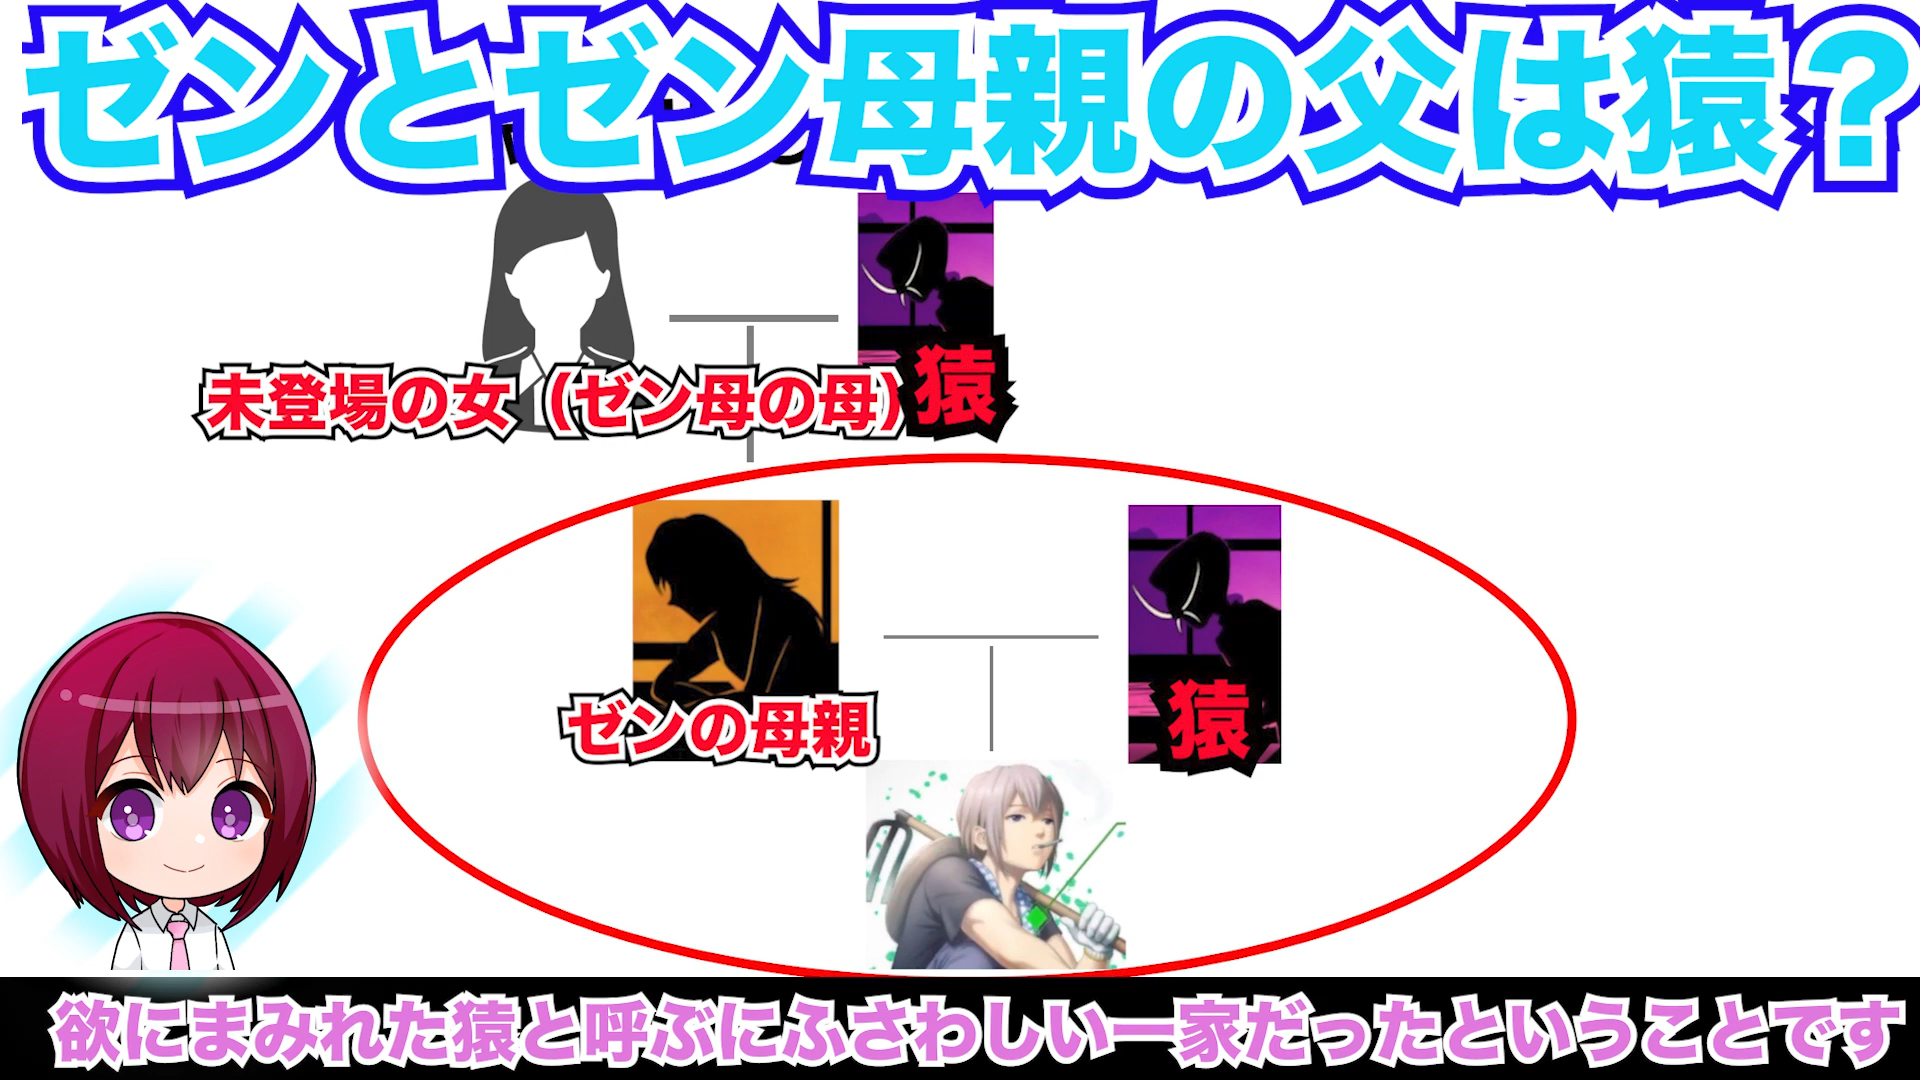 ゼンとゼン母親の父は猿？
未登場の女（ゼン母の母）
猿
ゼンの母親
猿
欲にまみれた猿と呼ぶにふさわしい一家だったということです